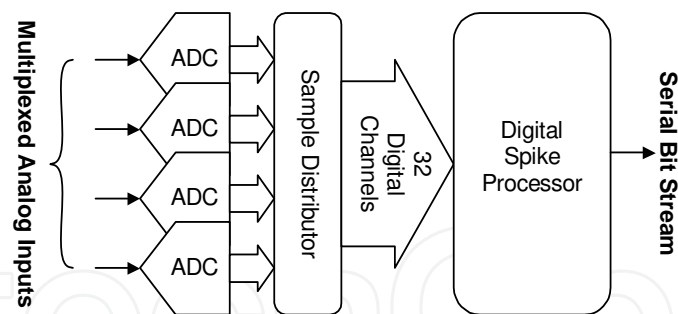 Multiplexed Analog Inputs
ADC
ADC
ADC
ADC
Sample Distributor
32
Digital
Channels
Digital
Spike
Processor
Serial Bit Stream